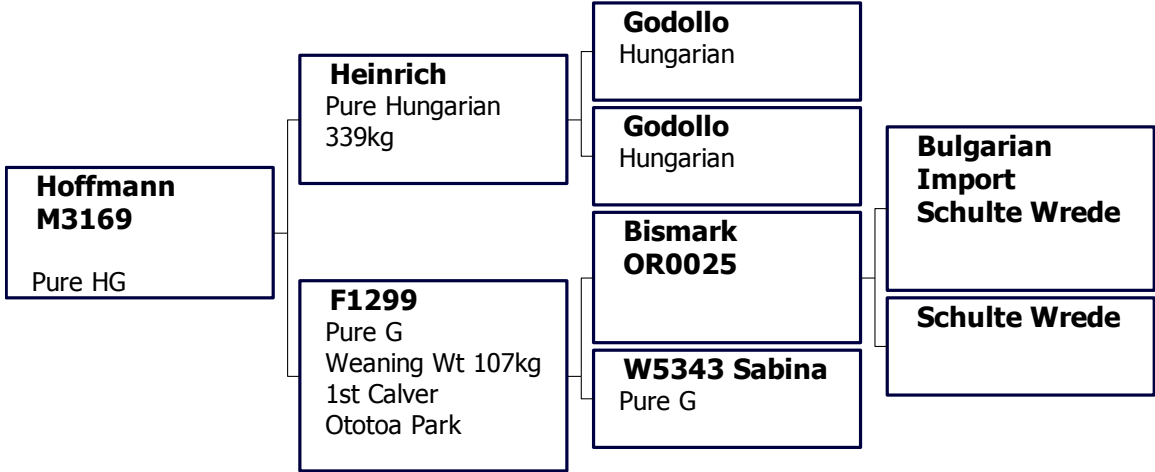 Hoffmann
M3169
Pure HG
Heinrich
Pure Hungarian
339kg
F1299
Pure G
Weaning Wt 107kg
1st Calver
Ototoa Park
Godollo
Hungarian
Godollo
Hungarian
Bismark
OR0025
W5343 Sabina
Pure G
Bulgarian
Import
Schulte Wrede
Schulte Wrede